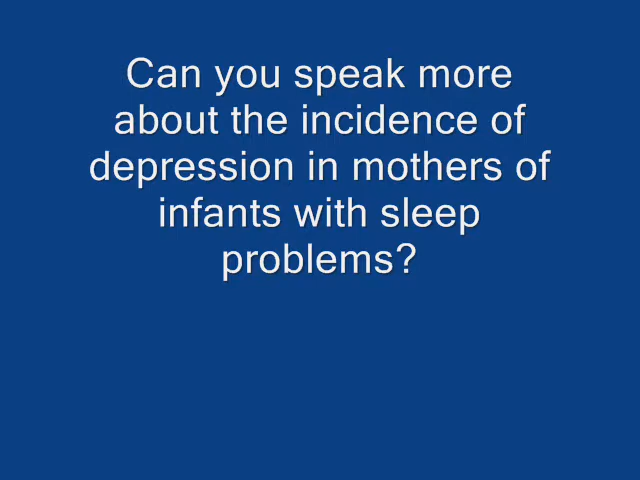 Can you speak more
about the incidence of
depression in mothers of
infants with sleep
problems?